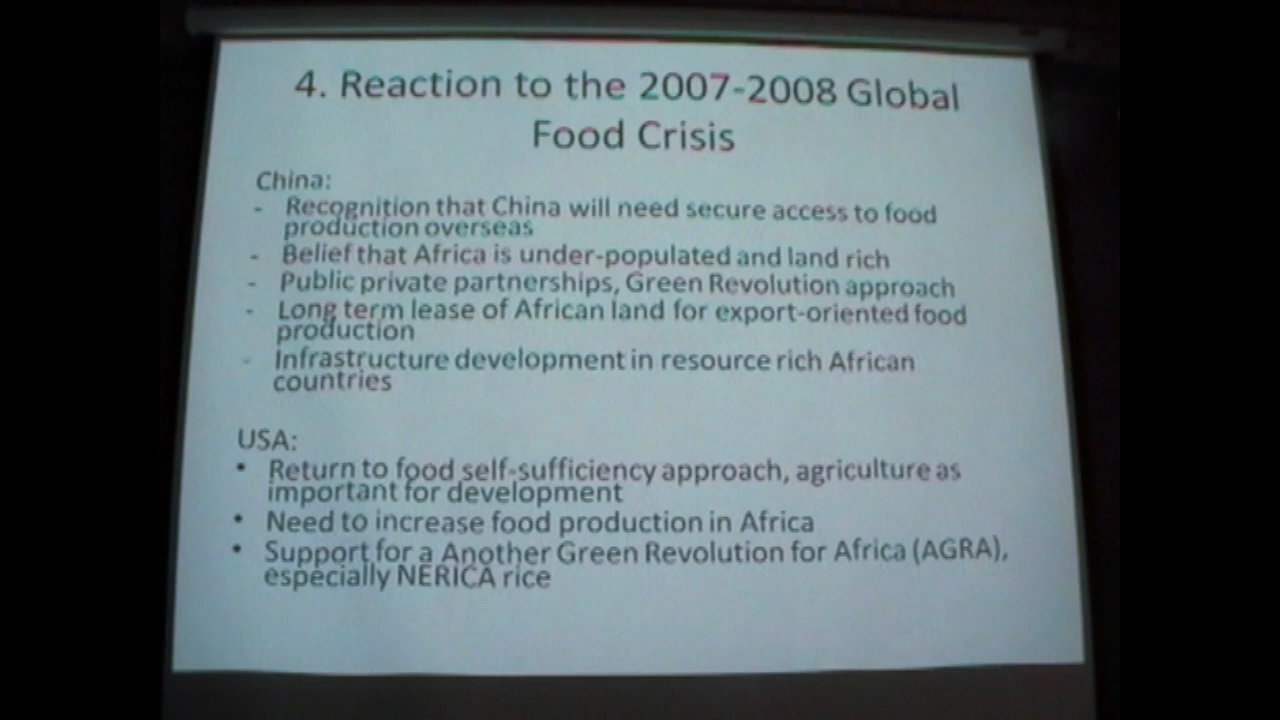 4. Reaction to the 2007-2008 Global
Food Crisis
China:
- Recognition that China will need secure access to food
production overseas
- Belief that Africa is under-populated and land rich
- Public private partnerships, Green Revolution approach
- Long term lease of African land for export-oriented food
production
- Infrastructure development in resource rich African
countries
USA:
• Return to food self-sufficiency approach, agriculture as
important for development
• Need to increase food production in Africa
• Support for a Another Green Revolution for Africa (AGRA),
especially NERICA rice